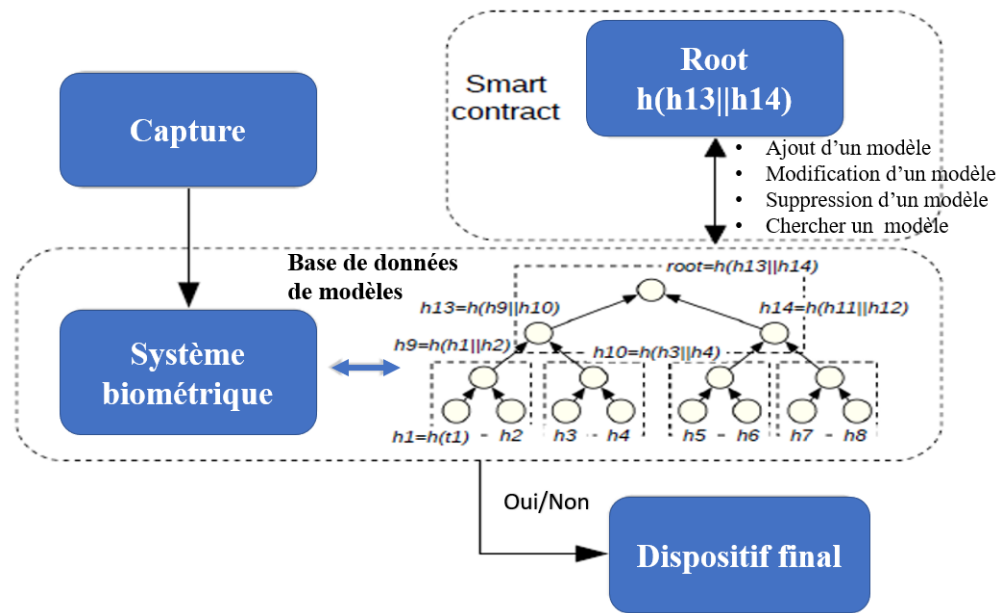 Capture
Smart
contract
Root
h(h13||h14)
• Ajout d’un modèle
• Modification d’un modèle
• Suppression d’un modèle
• Chercher un modèle
Base de données
de modèles
root=h(h13||h14)
h13=h(h9||h10)
h14=h(h11||h12)
h9=h(h1||h2)
h10=h(h3||h4)
h1=h(t1) - h2
h3 - h4
h5 - h6
h7 - h8
Système
biométrique
Oui/Non
Dispositif final